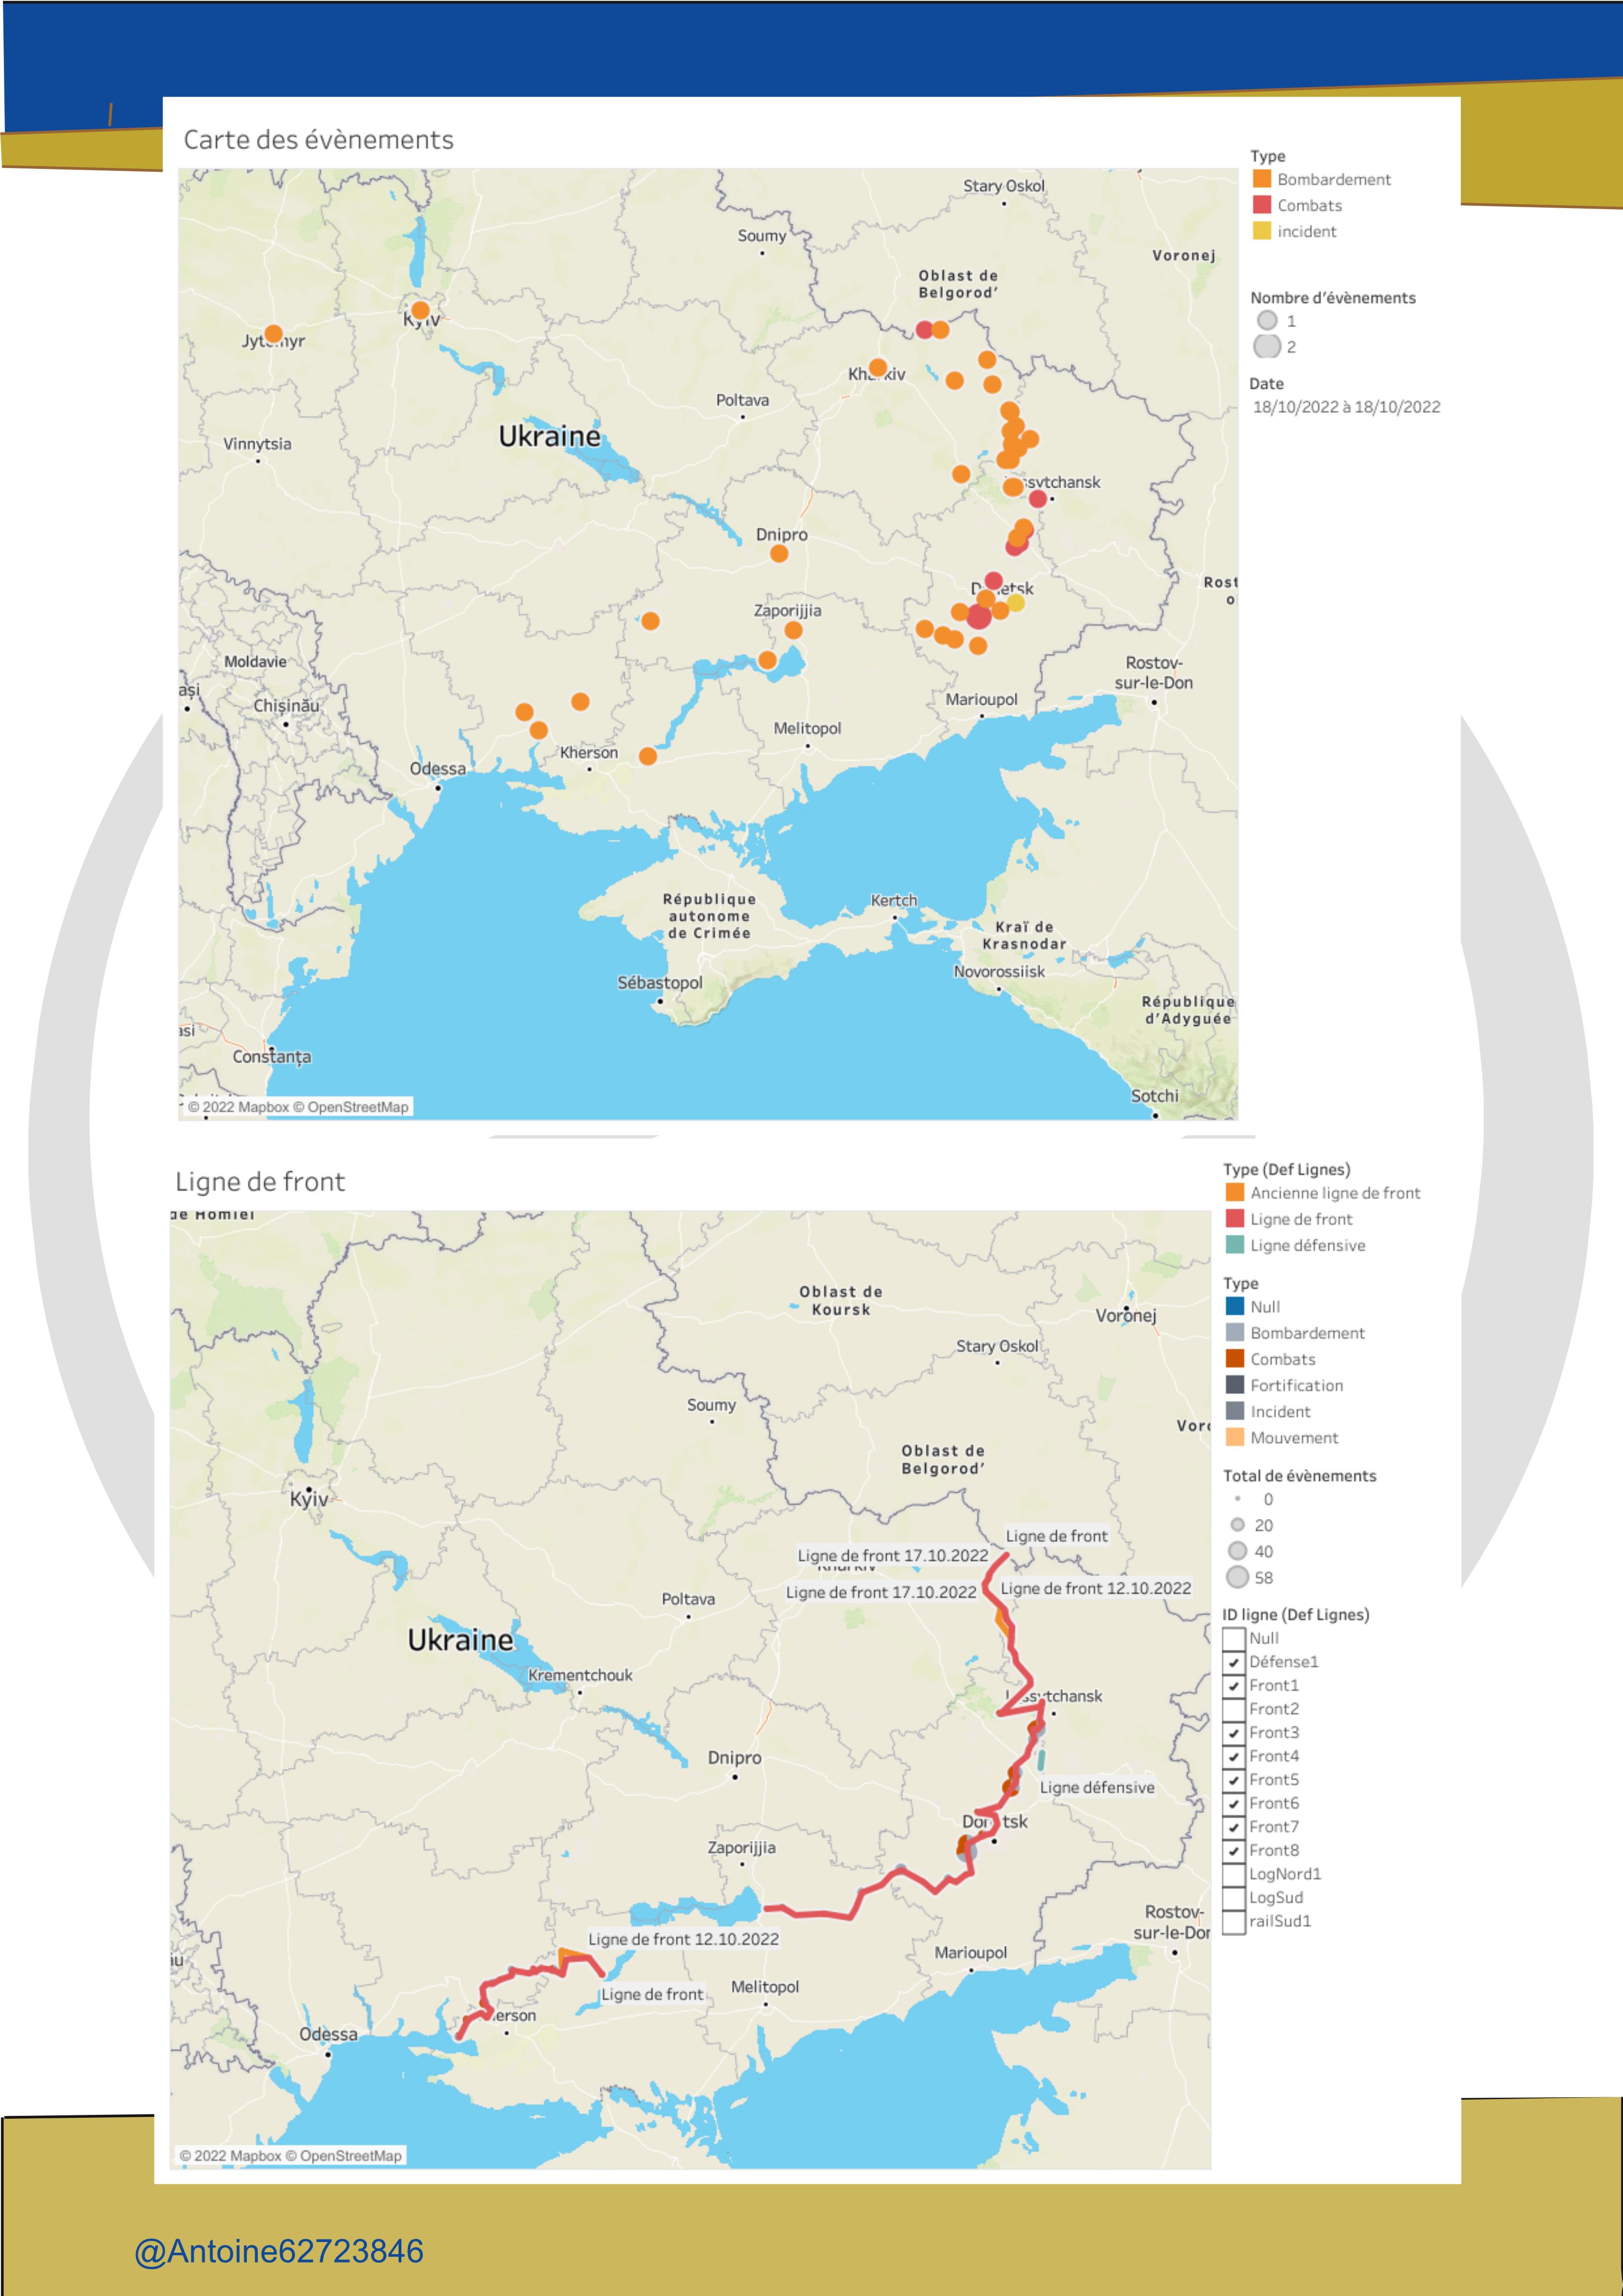 Carte des évènements
Type
Bombardement
Combats
incident
Nombre d'évènements
1
2
Date
18/10/2022 à 18/10/2022
Stary Oskol
Soumy
Voronej
Oblast de
Belgorod'
Kyiv
Jytomyr
Kharkiv
Poltava
Ukraine
Vinnytsia
Dnipro
Donetsk
Rost
o
Zaporijjia
Moldavie
Rostov-
sur-le-Don
ași
Chișinău
Marioupol
Melitopol
Kherson
Odessa
République
autonome
de Crimée
Kertch
Kraï de
Krasnodar
Sébastopol
Novorossiisk
République
d'Adyguée
asi
Constanța
Sotchi
© 2022 Mapbox © OpenStreetMap
Ligne de front
Type (Def Lignes)
Ancienne ligne de front
Ligne de front
Ligne défensive
Type
Null
Bombardement
Combats
Fortification
Incident
Mouvement
Total de évènements
0
20
40
58
ID ligne (Def Lignes)
Null
Défense1
Front1
Front2
Front3
Front4
Front5
Front6
Front7
Front8
LogNord1
LogSud
railSud1
de Homiel
Oblast de
Koursk
Voronej
Stary Oskol
Soumy
Voro
Oblast de
Belgorod'
Kyiv
Ligne de front
Ligne de front 17.10.2022
Ligne de front 17.10.2022
Ligne de front 12.10.2022
Poltava
Ukraine
Krementchouk
Dnipro
Ligne défensive
Donetsk
Zaporijjia
Rostov-
sur-le-Don
Ligne de front 12.10.2022
Marioupol
Ligne de front
Melitopol
Kherson
Odessa
© 2022 Mapbox © OpenStreetMap
@Antoine62723846